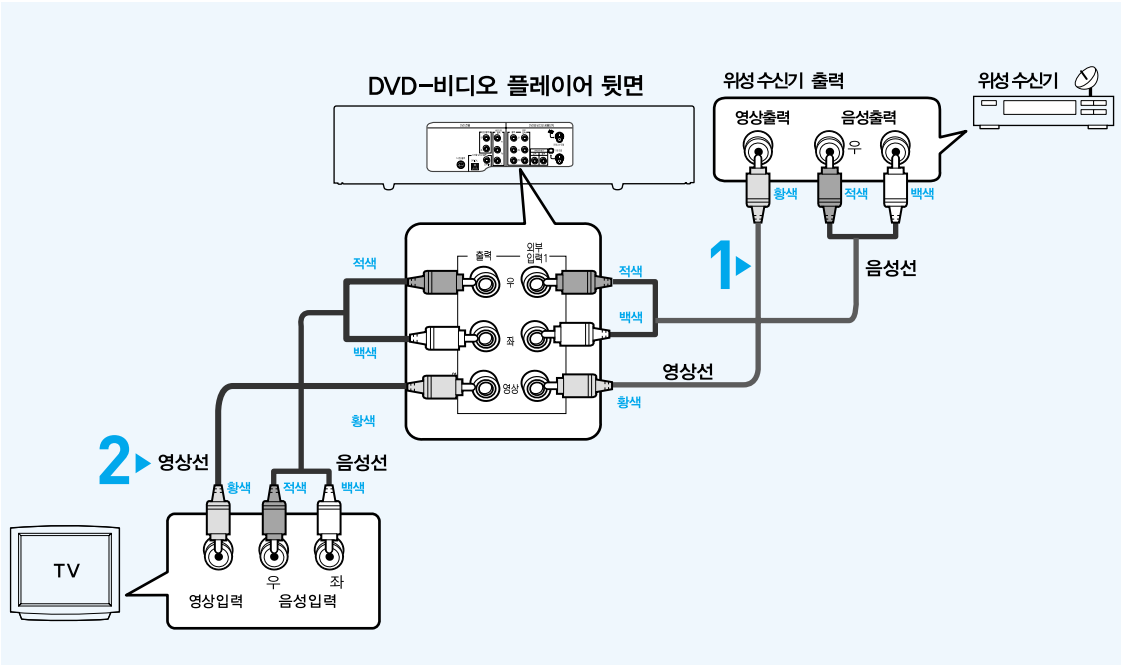 DVD-비디오 플레이어 뒷면
위성 수신기 출력
위성 수신기
영상출력
음성출력
우
황색
적색
백색
1
음성선
출력
외부
입력1
적색
적색
우
백색
백색
좌
영상선
영상
황색
황색
2
영상선
음성선
황색
적색
백색
TV
우
좌
영상입력
음성입력